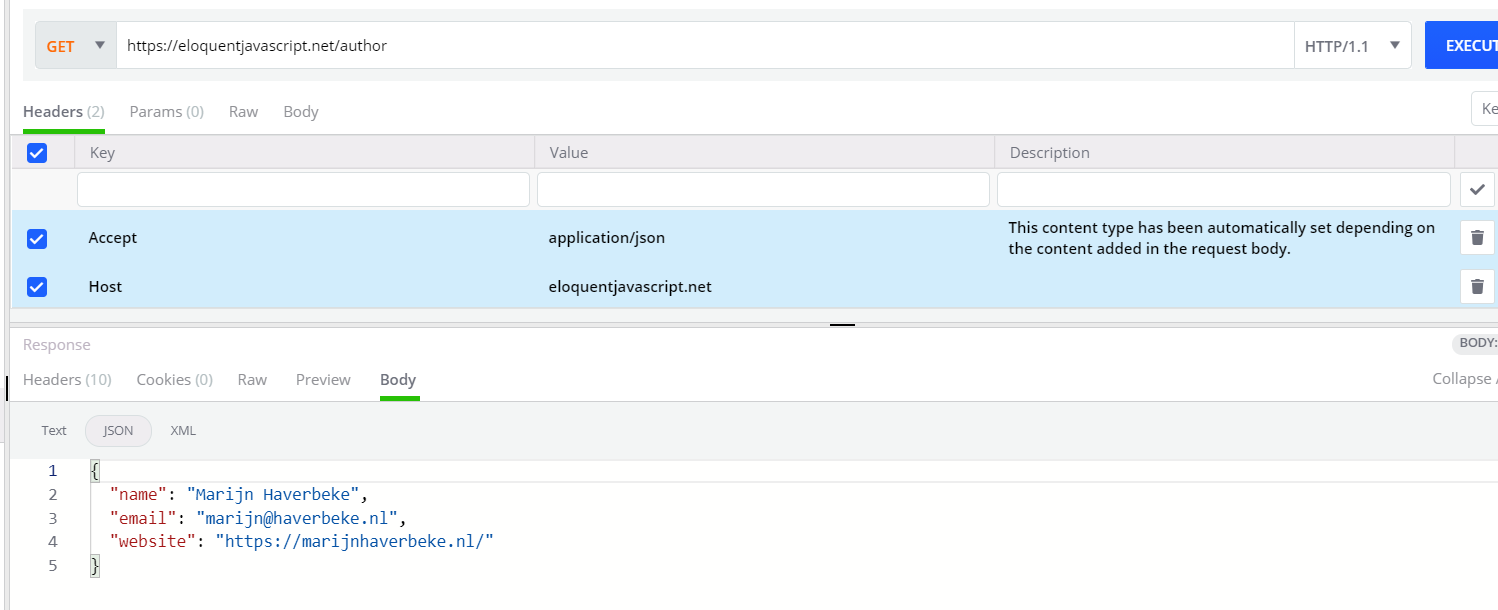 GET https://eloquentjavascript.net/author HTTP/1.1 EXECUT
Headers (2) Params (0) Raw Body Ke
Key Value Description
Accept application/json This content type has been automatically set depending on
the content added in the request body.
Host eloquentjavascript.net
Response BODY:
Headers (10) Cookies (0) Raw Preview Body Collapse
Text JSON XML
1 {
2 "name": "Marijn Haverbeke",
3 "email": "marijn@haverbeke.nl",
4 "website": "https://marijnhaverbeke.nl/"
5 }